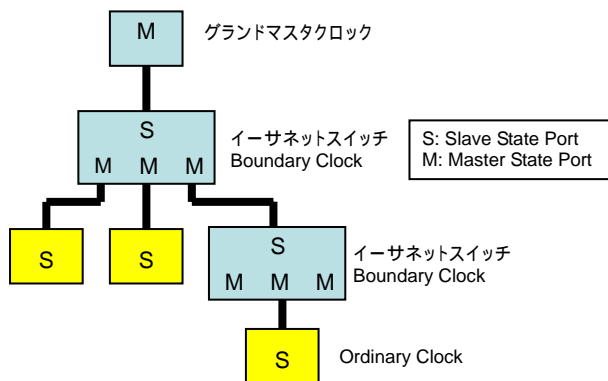 M
グランドマスタクロック
S
M M M
イーサネットスイッチ
Boundary Clock
S: Slave State Port
M: Master State Port
S
S
S
M M M
イーサネットスイッチ
Boundary Clock
S
Ordinary Clock